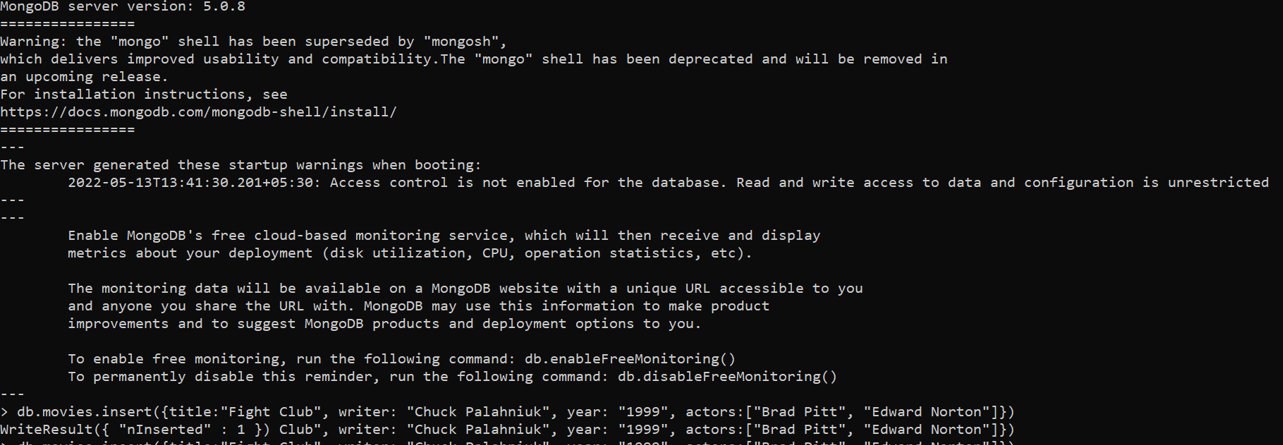 MongoDB server version: 5.0.8
================
Warning: the "mongo" shell has been superseded by "mongosh",
which delivers improved usability and compatibility.The "mongo" shell has been deprecated and will be removed in
an upcoming release.
For installation instructions, see
https://docs.mongodb.com/mongodb-shell/install/
================
---
The server generated these startup warnings when booting:
        2022-05-13T13:41:30.201+05:30: Access control is not enabled for the database. Read and write access to data and configuration is unrestricted
---
---
        Enable MongoDB's free cloud-based monitoring service, which will then receive and display
        metrics about your deployment (disk utilization, CPU, operation statistics, etc).

        The monitoring data will be available on a MongoDB website with a unique URL accessible to you
        and anyone you share the URL with. MongoDB may use this information to make product
        improvements and to suggest MongoDB products and deployment options to you.

        To enable free monitoring, run the following command: db.enableFreeMonitoring()
        To permanently disable this reminder, run the following command: db.disableFreeMonitoring()
---
> db.movies.insert({title:"Fight Club", writer: "Chuck Palahniuk", year: "1999", actors:["Brad Pitt", "Edward Norton"]})
WriteResult({ "nInserted" : 1 }) Club", writer: "Chuck Palahniuk", year: "1999", actors:["Brad Pitt", "Edward Norton"]})